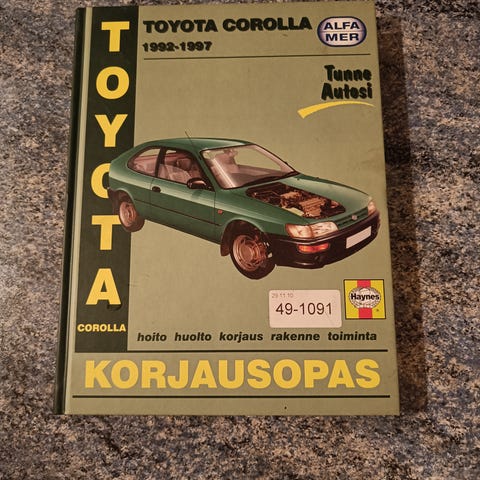 TOYOTA
COROLLA
TOYOTA COROLLA
1992-1997
ALFA
MER
Tunne
Autosi
29.11.10
49-1091
Haynes
hoito huolto korjaus rakenne toiminta
KORJAUSOPAS